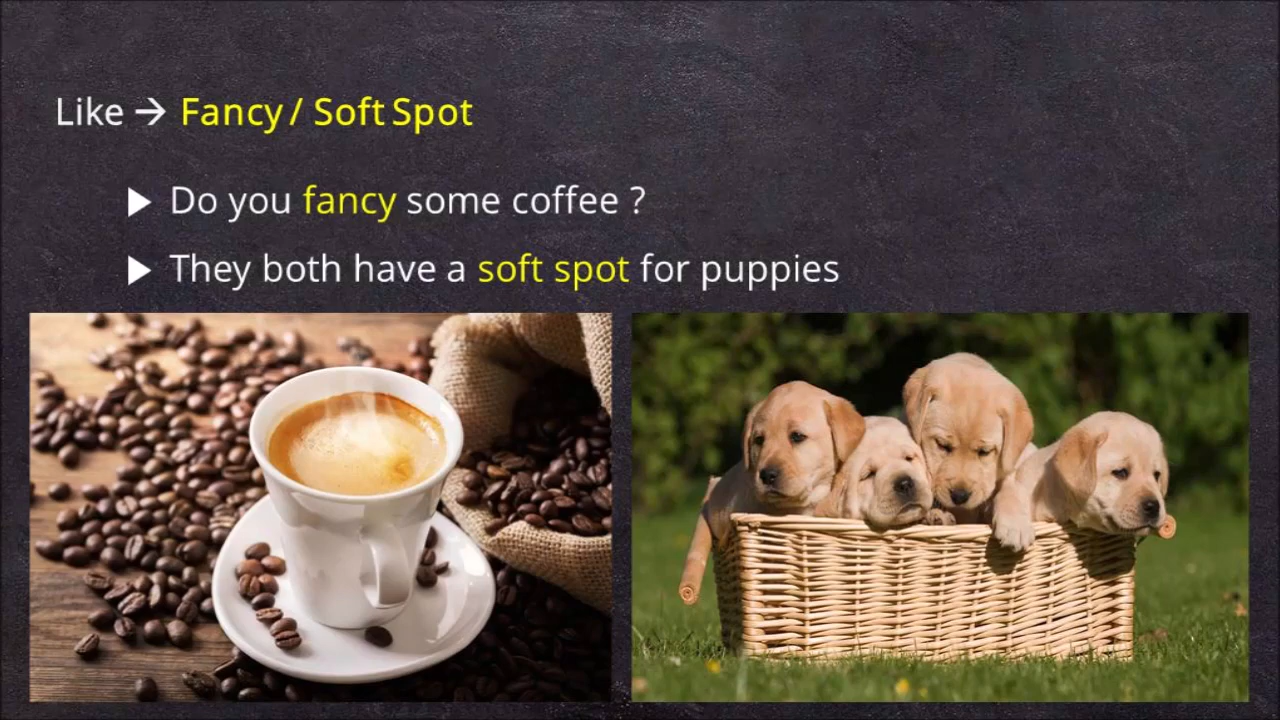 Like → Fancy / Soft Spot
▶ Do you fancy some coffee ?
▶ They both have a soft spot for puppies